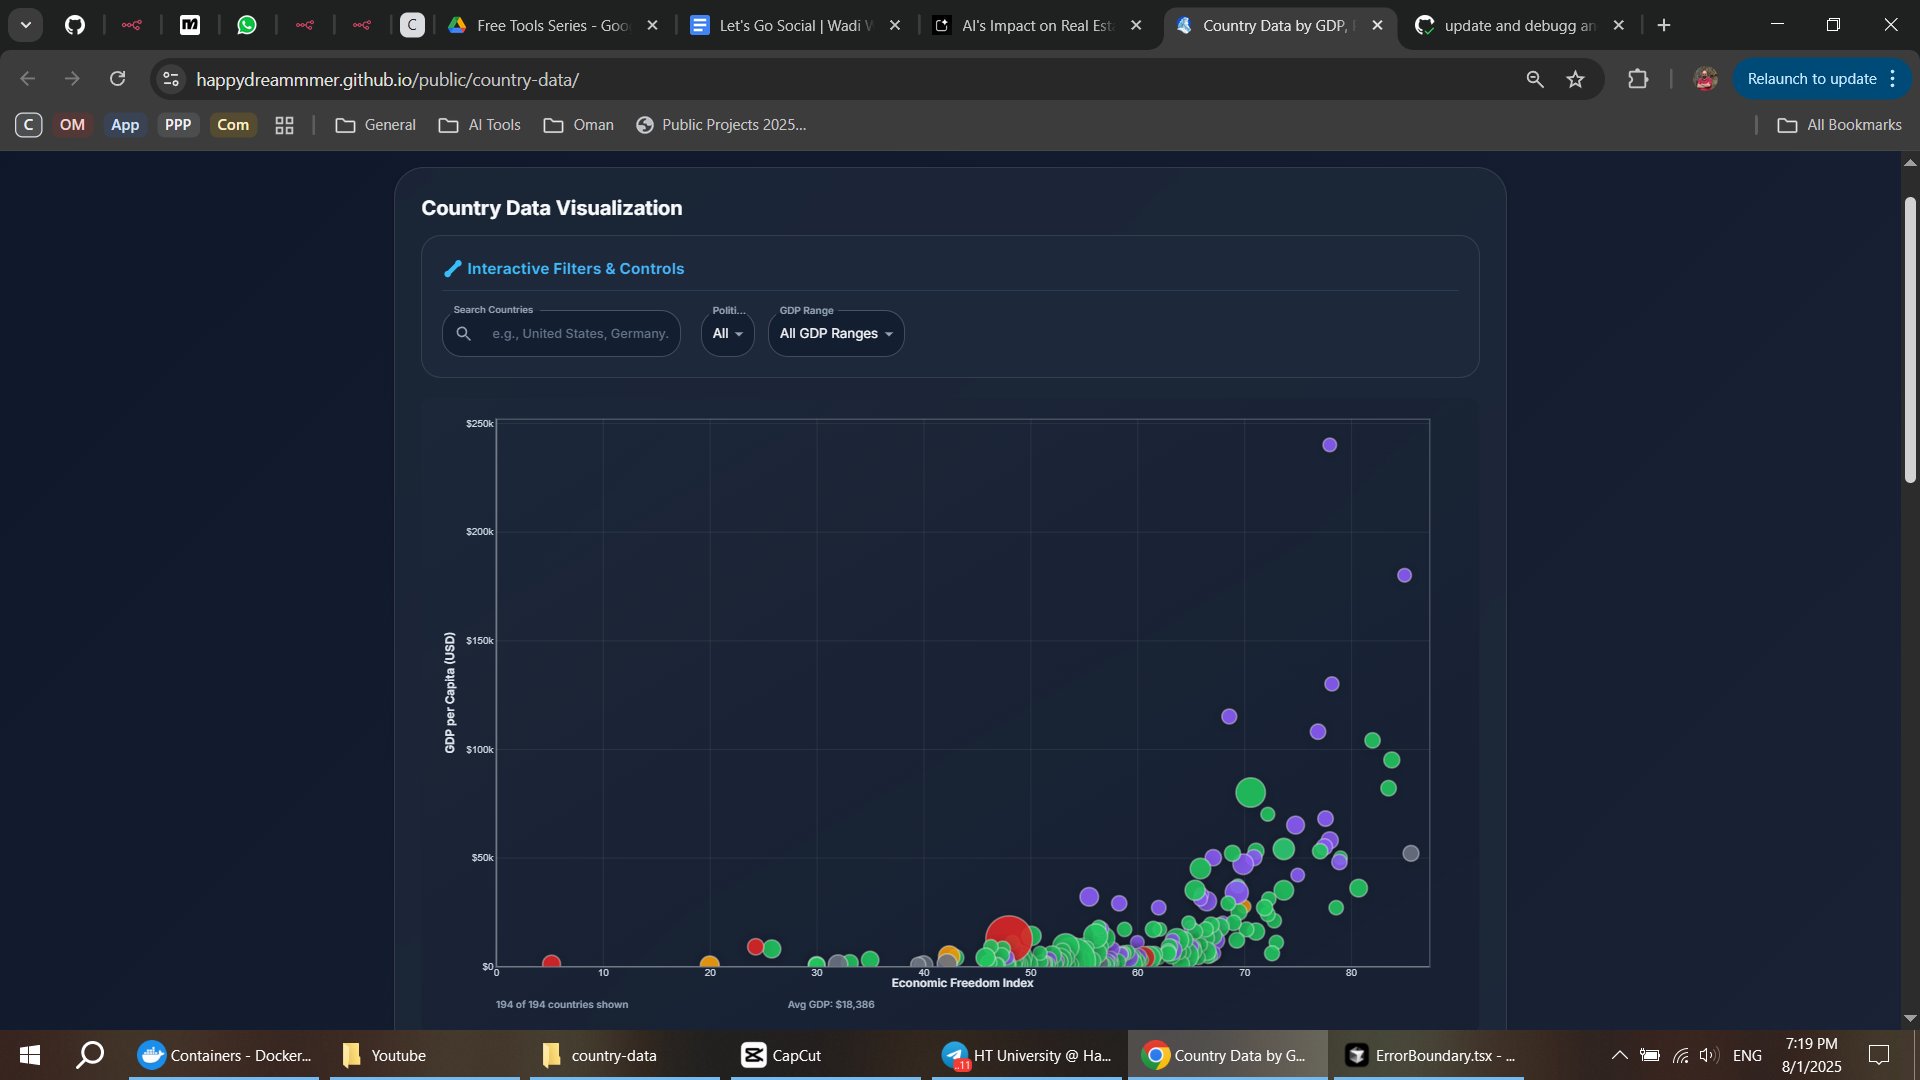 C
Free Tools Series - Goo
Let's Go Social | Wadi W
AI's Impact on Real Est
Country Data by GDP,
update and debugg an
happydreammmer.github.io/public/country-data/
Relaunch to update
C
OM
App
PPP
Com
General
AI Tools
Oman
Public Projects 2025...
All Bookmarks
Country Data Visualization
Interactive Filters & Controls
Search Countries
e.g., United States, Germany.
Politi...
All
GDP Range
All GDP Ranges
$250k
$200k
$150k
$100k
$50k
$0
GDP per Capita (USD)
0
10
20
30
40
50
60
70
80
Economic Freedom Index
194 of 194 countries shown
Avg GDP: $18,386
Containers - Docker...
Youtube
country-data
CapCut
..11
HT University @ Ha...
Country Data by G...
ErrorBoundary.tsx - ...
ENG
7:19 PM
8/1/2025